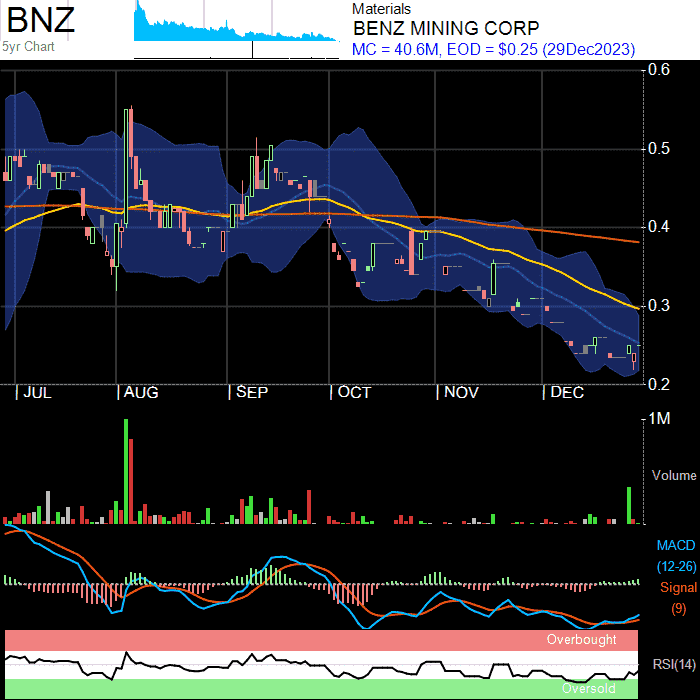 BNZ
5yr Chart
Materials
BENZ MINING CORP
MC = 40.6M, EOD = $0.25 (29Dec2023)
0.6
0.5
0.4
0.3
0.2
JUL AUG SEP OCT NOV DEC
1M
Volume
MACD
(12-26)
Signal
(9)
Overbought
RSI(14)
Oversold